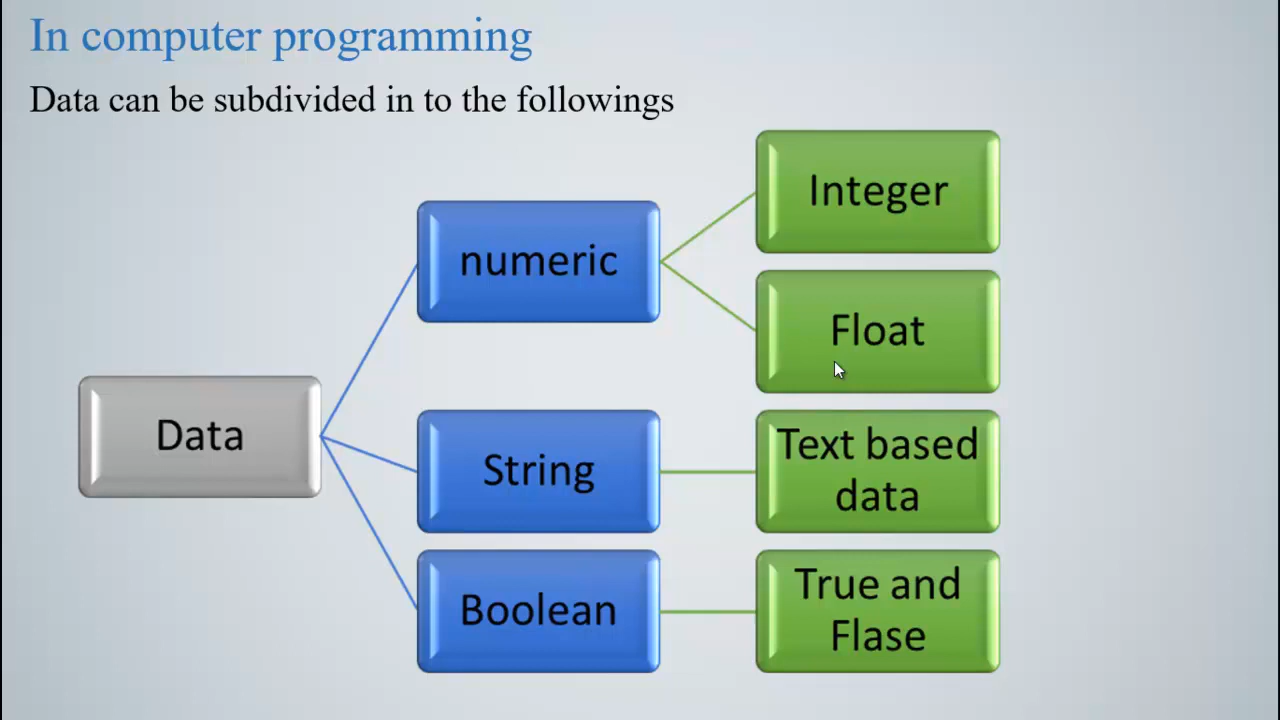 In computer programming
Data can be subdivided in to the followings
Data
numeric
Integer
Float
String
Text based
data
Boolean
True and
Flase